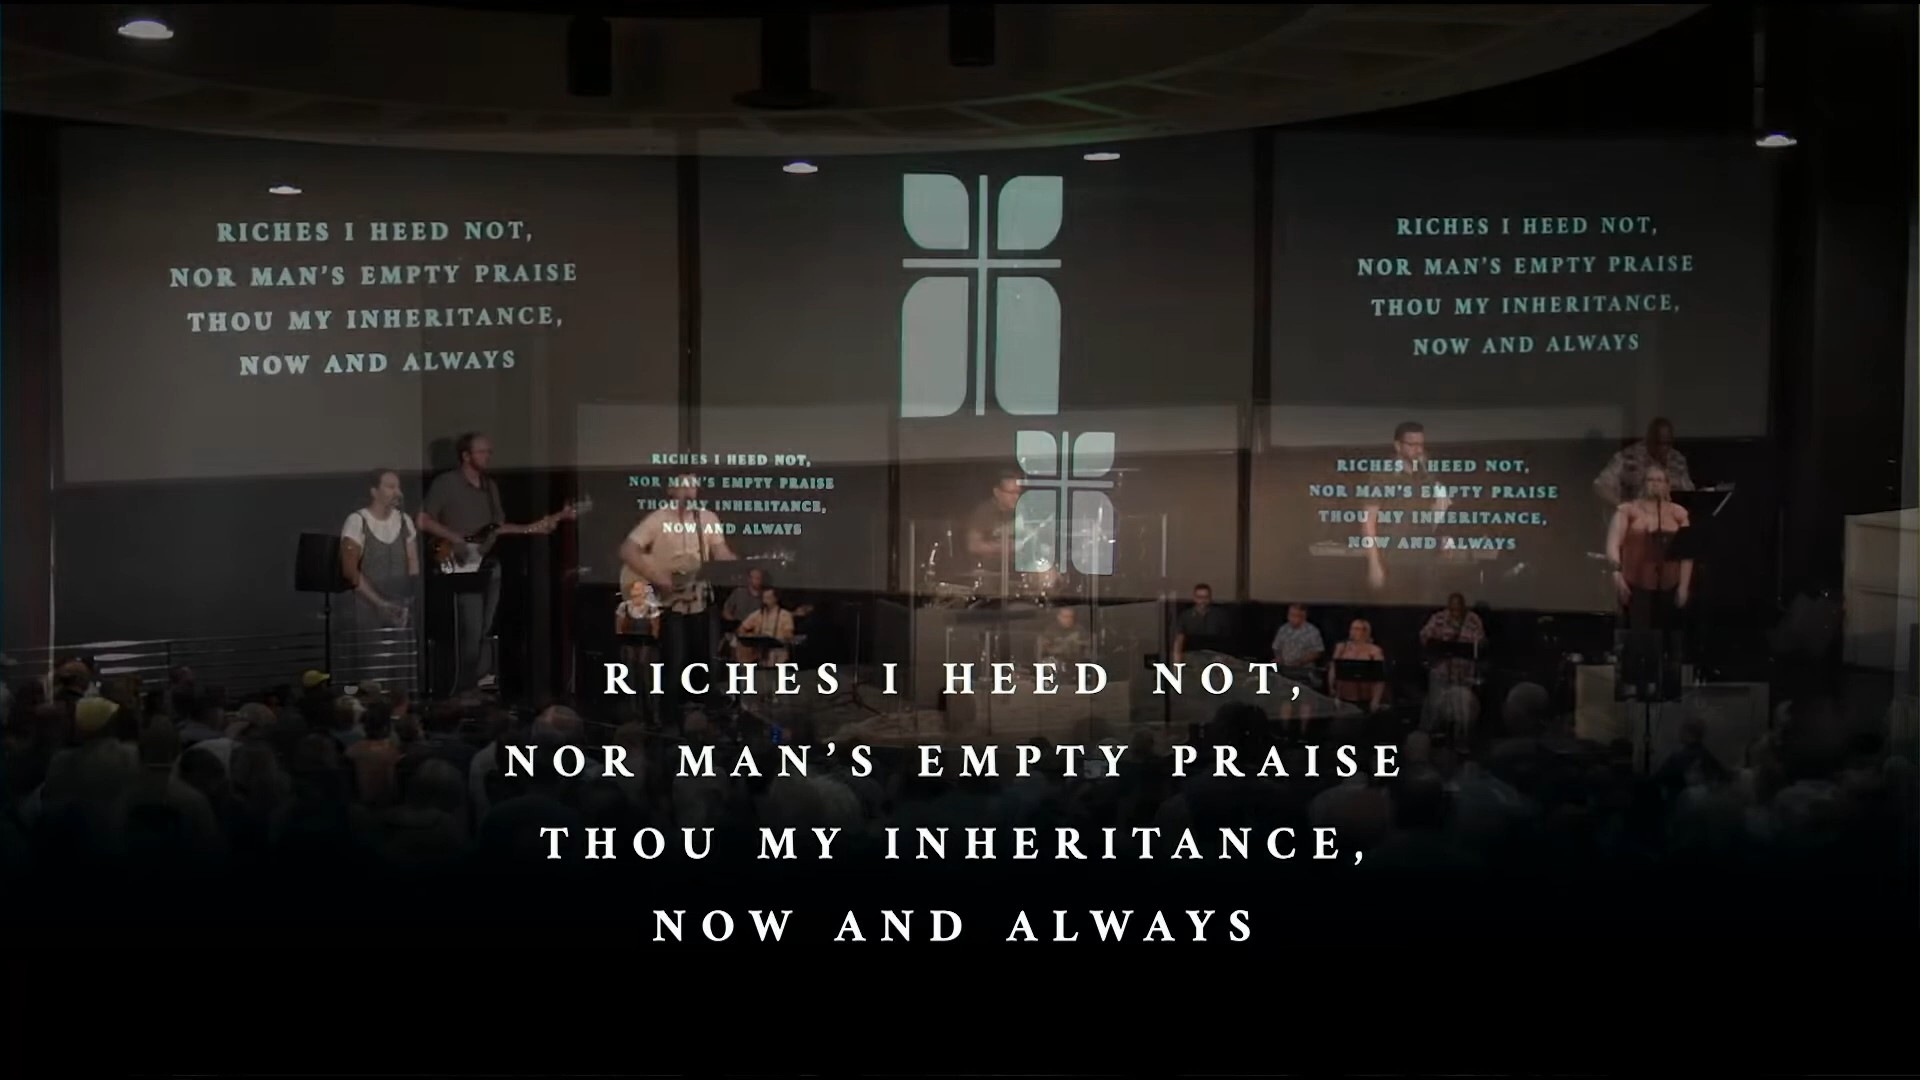 RICHES I HEED NOT,
NOR MAN'S EMPTY PRAISE
THOU MY INHERITANCE,
NOW AND ALWAYS
RICHES I HEED NOT,
NOR MAN'S EMPTY PRAISE
THOU MY INHERITANCE,
NOW AND ALWAYS
RICHES I HEED NOT,
NOR MAN'S EMPTY PRAISE
THOU MY INHERITANCE,
NOW AND ALWAYS
RICHES I HEED NOT,
NOR MAN'S EMPTY PRAISE
THOU MY INHERITANCE,
NOW AND ALWAYS
RICHES I HEED NOT,
NOR MAN’S EMPTY PRAISE
THOU MY INHERITANCE,
NOW AND ALWAYS